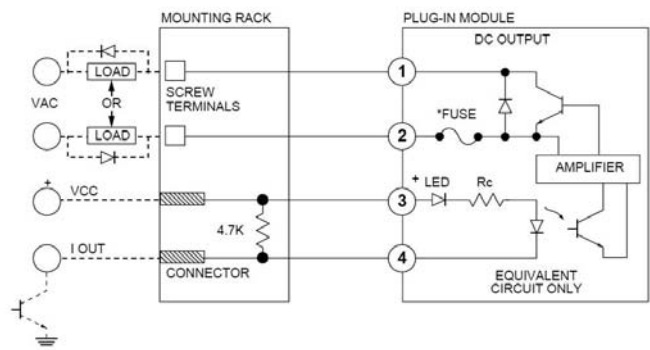 MOUNTING RACK
PLUG-IN MODULE
DC OUTPUT
LOAD
1
SCREW
TERMINALS
VAC
OR
*FUSE
LOAD
2
AMPLIFIER
+
VCC
3
+ LED
Rc
4.7K
I OUT
4
CONNECTOR
EQUIVALENT
CIRCUIT ONLY